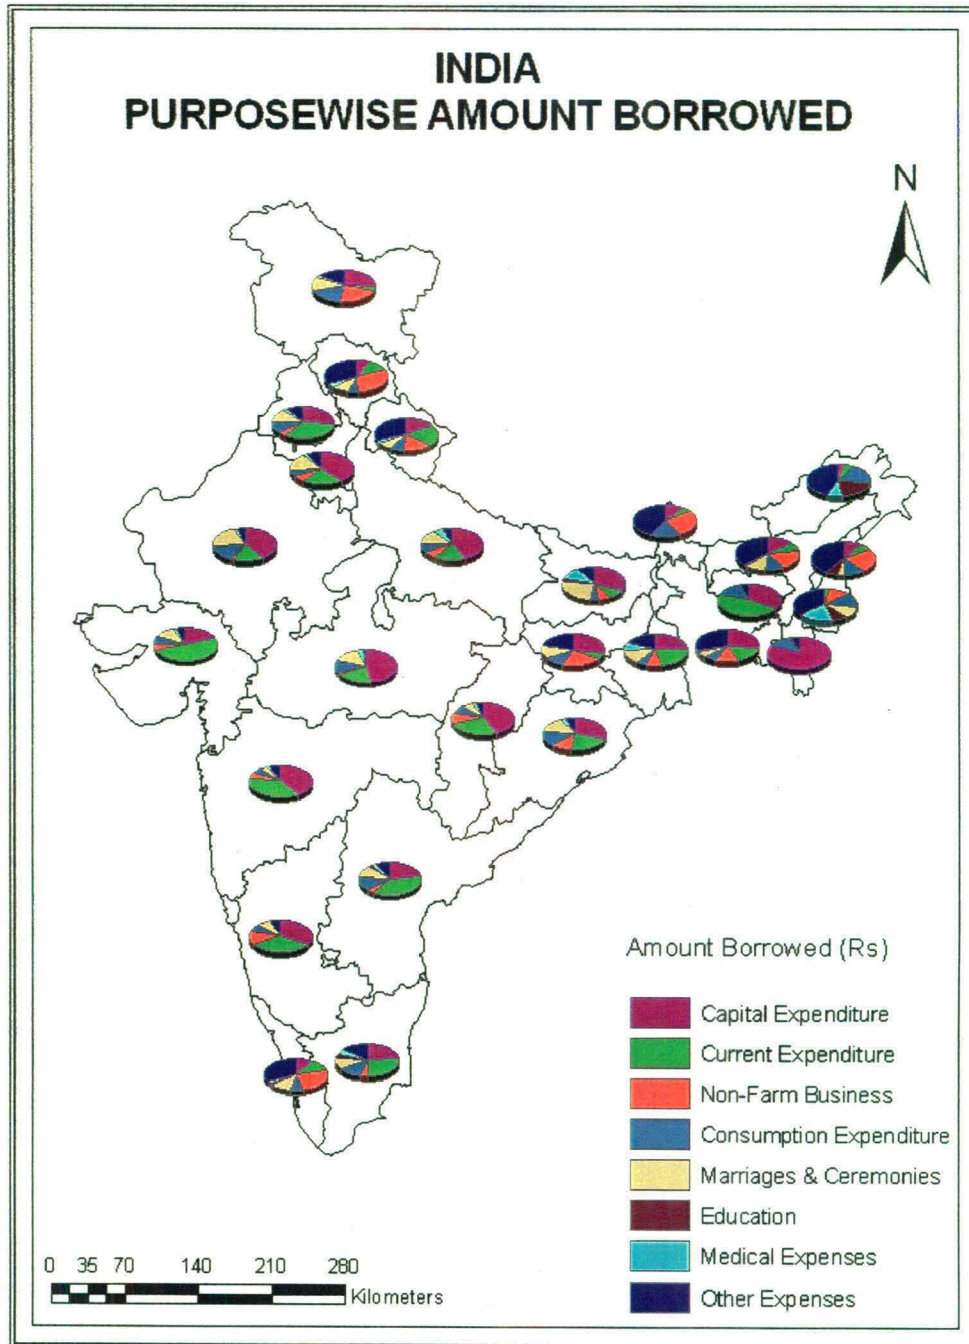 INDIA
PURPOSEWISE AMOUNT BORROWED
N
Amount Borrowed (Rs)
Capital Expenditure
Current Expenditure
Non-Farm Business
Consumption Expenditure
Marriages & Ceremonies
Education
Medical Expenses
Other Expenses
0 35 70 140 210 280
Kilometers